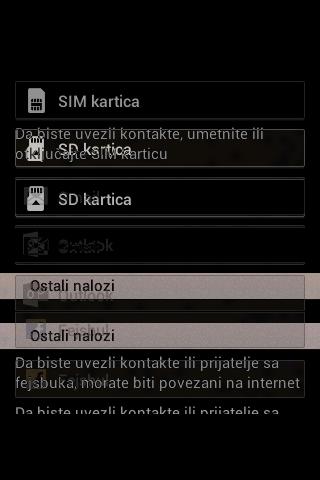 SIM kartica
Da biste uvezli kontakte, umetnite ili
otključajte SIM karticu
SD kartica
SD kartica
Outlook
Ostali nalozi
Outlook
Fejsbuk
Ostali nalozi
Da biste uvezli kontakte ili prijatelje sa
fejsbuka, morate biti povezani na internet
Fejsbuk
Da biste uvezli kontakte ili prijatelje sa